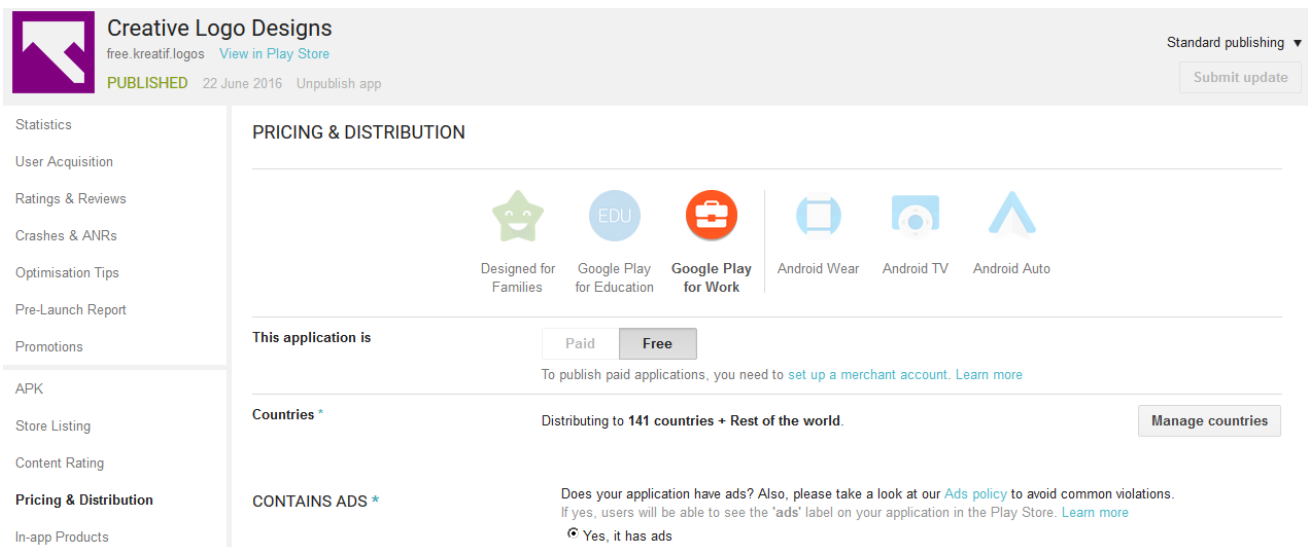 Creative Logo Designs
free.kreatif.logos View in Play Store
PUBLISHED 22 June 2016 Unpublish app
Standard publishing
Submit update
Statistics
User Acquisition
Ratings & Reviews
Crashes & ANRs
Optimisation Tips
Pre-Launch Report
Promotions
APK
Store Listing
Content Rating
Pricing & Distribution
In-app Products
PRICING & DISTRIBUTION
EDU
Designed for
Families
Google Play
for Education
Google Play
for Work
Android Wear
Android TV
Android Auto
This application is
Paid Free
To publish paid applications, you need to set up a merchant account. Learn more
Countries *
Distributing to 141 countries + Rest of the world.
Manage countries
CONTAINS ADS *
Does your application have ads? Also, please take a look at our Ads policy to avoid common violations.
If yes, users will be able to see the 'ads' label on your application in the Play Store. Learn more
Yes, it has ads